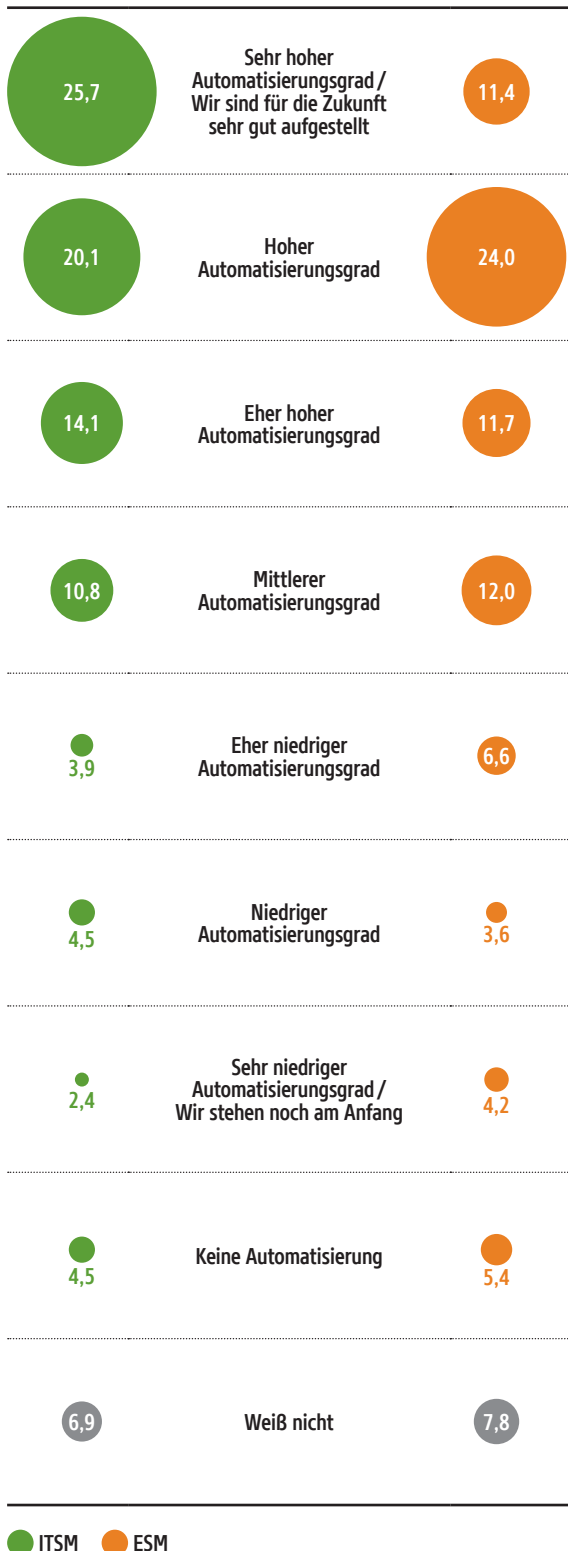 Sehr hoher
Automatisierungsgrad /
25,7 Wir sind für die Zukunft 11,4
sehr gut aufgestellt
20,1 Hoher 24,0
Automatisierungsgrad
14,1 Eher hoher 11,7
Automatisierungsgrad
10,8 Mittlerer 12,0
Automatisierungsgrad
Eher niedriger
3,9 Automatisierungsgrad 6,6
Niedriger
4,5 Automatisierungsgrad 3,6
Sehr niedriger
Automatisierungsgrad /
2,4 Wir stehen noch am Anfang 4,2
Keine Automatisierung
4,5 5,4
6,9 Weiß nicht 7,8
ITSM ESM